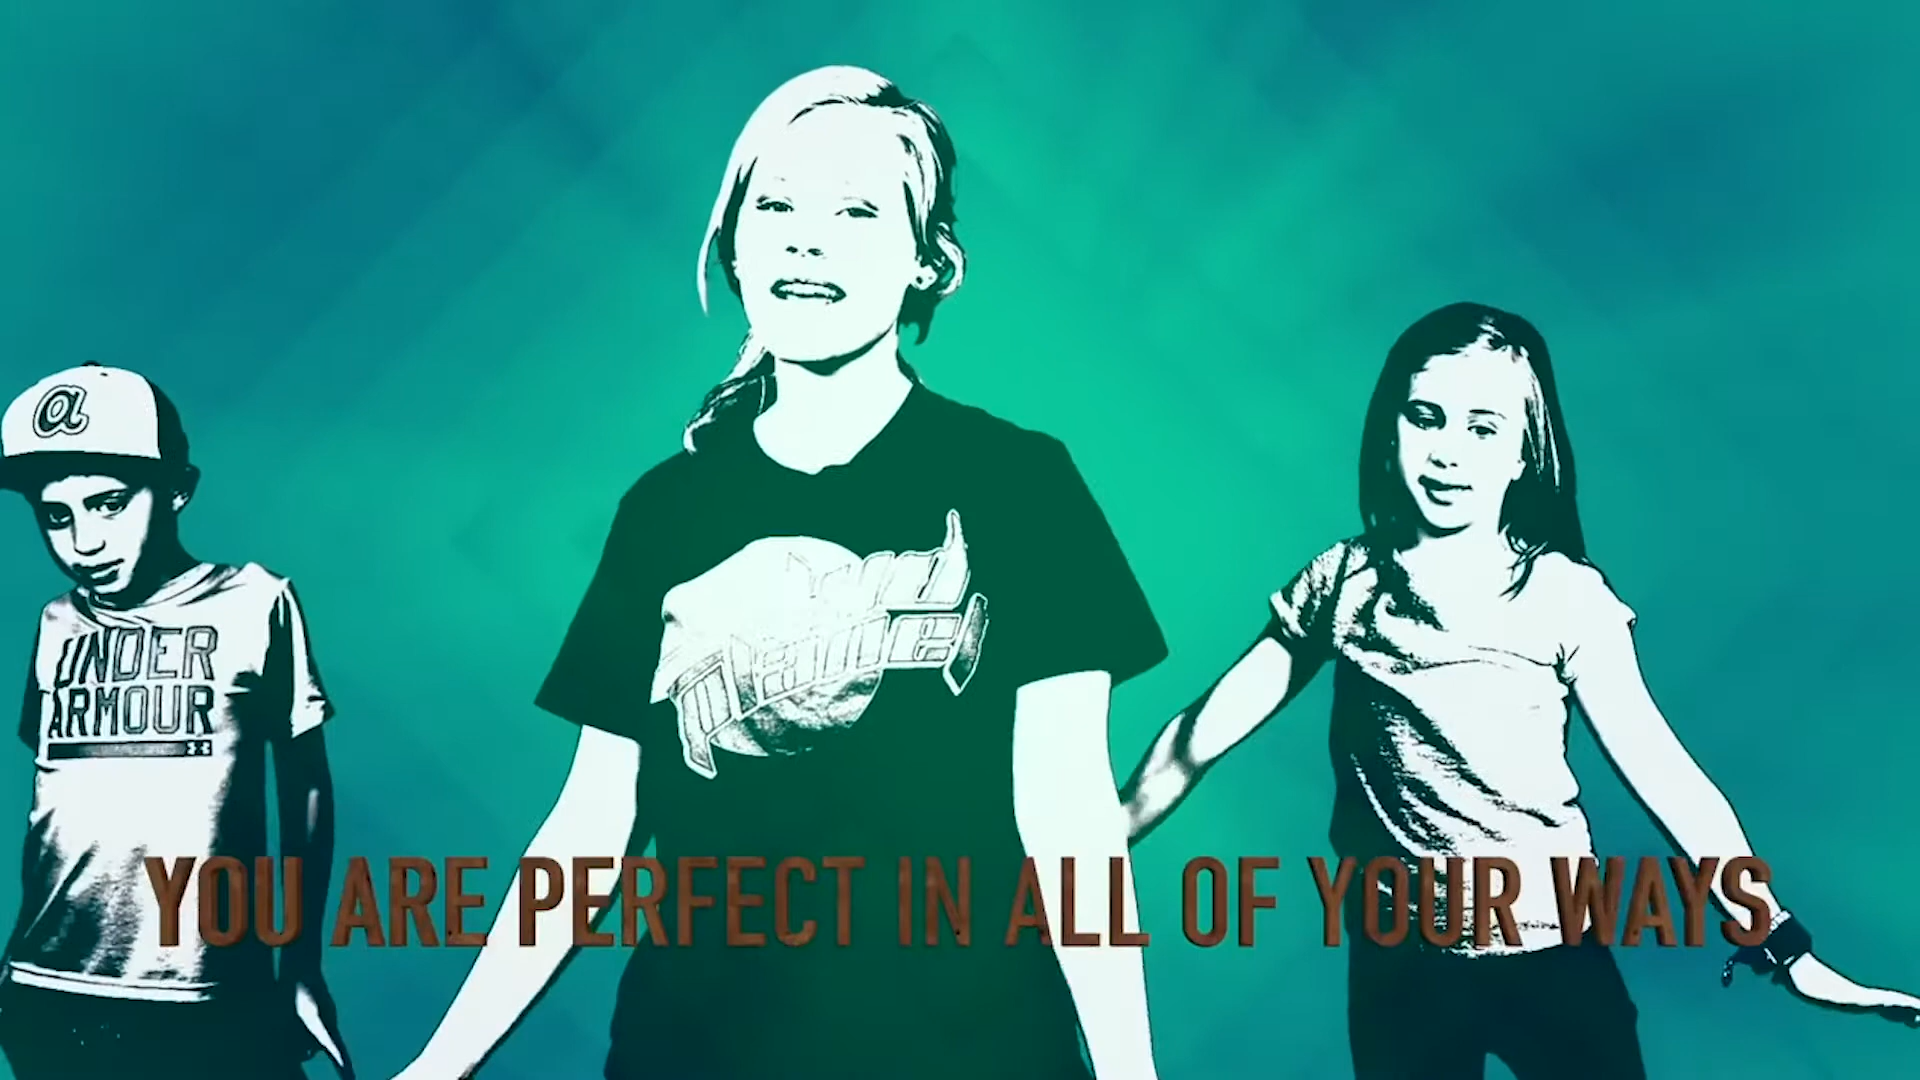 a
UNDER
ARMOUR
YOU ARE PERFECT IN ALL OF YOUR WAYS